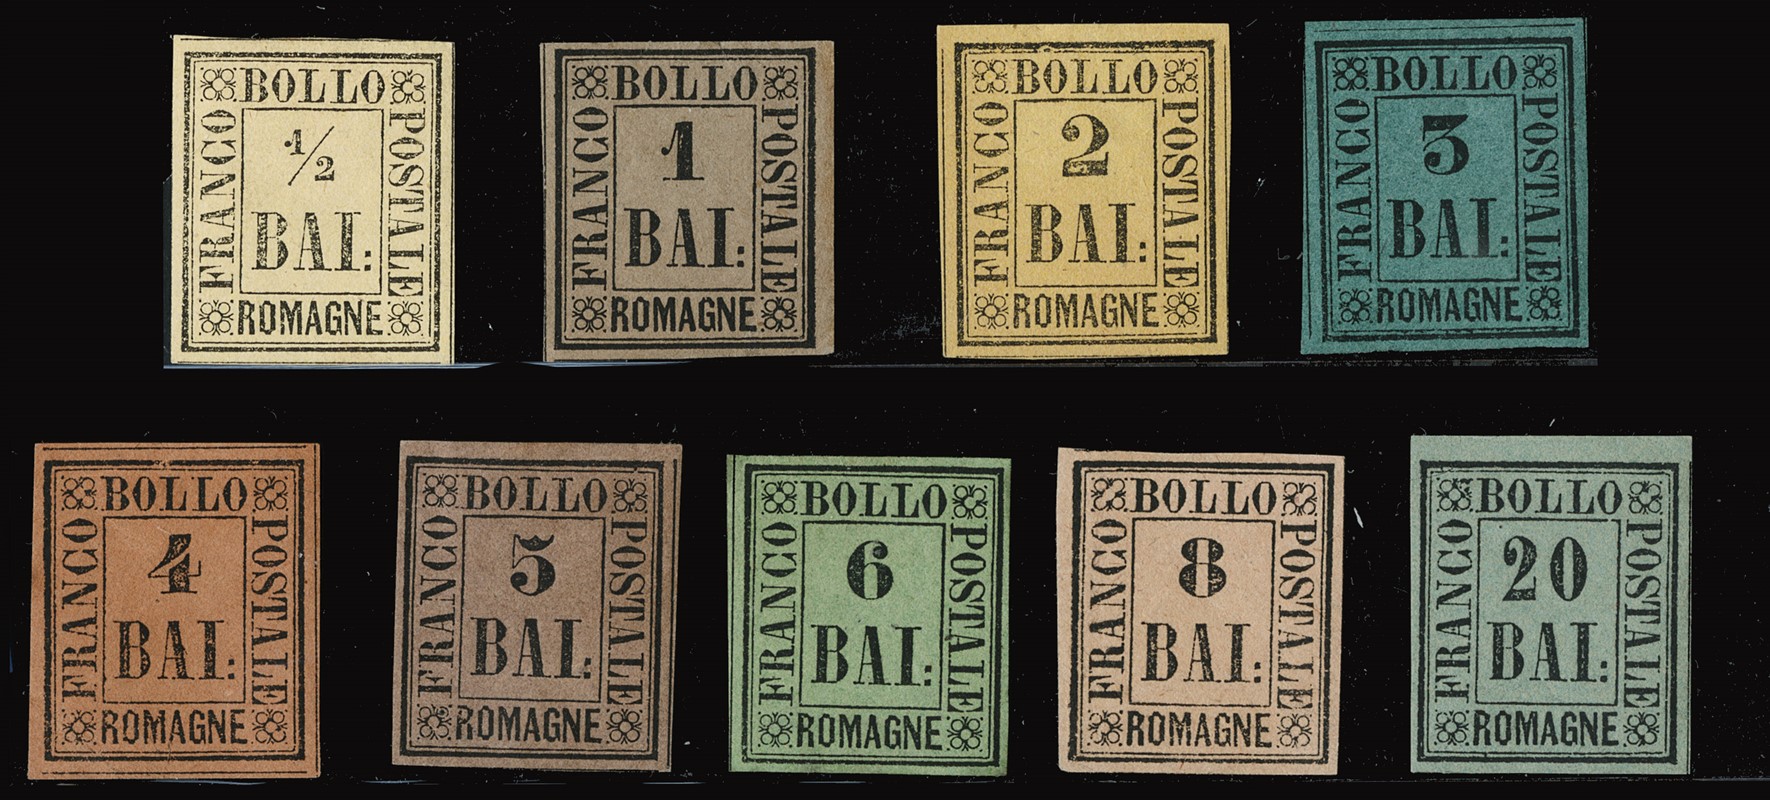 BOLLO
FRANCO
1/2
BAI:
POSTALE
ROMAGNE
BOLLO
FRANCO
1
BAI:
POSTALE
ROMAGNE
BOLLO
FRANCO
2
BAI:
POSTALE
ROMAGNE
BOLLO
FRANCO
3
BAI:
POSTALE
ROMAGNE
BOLLO
FRANCO
4
BAI:
POSTALE
ROMAGNE
BOLLO
FRANCO
5
BAI:
POSTALE
ROMAGNE
BOLLO
FRANCO
6
BAI:
POSTALE
ROMAGNE
BOLLO
FRANCO
8
BAI:
POSTALE
ROMAGNE
BOLLO
FRANCO
20
BAI:
POSTALE
ROMAGNE